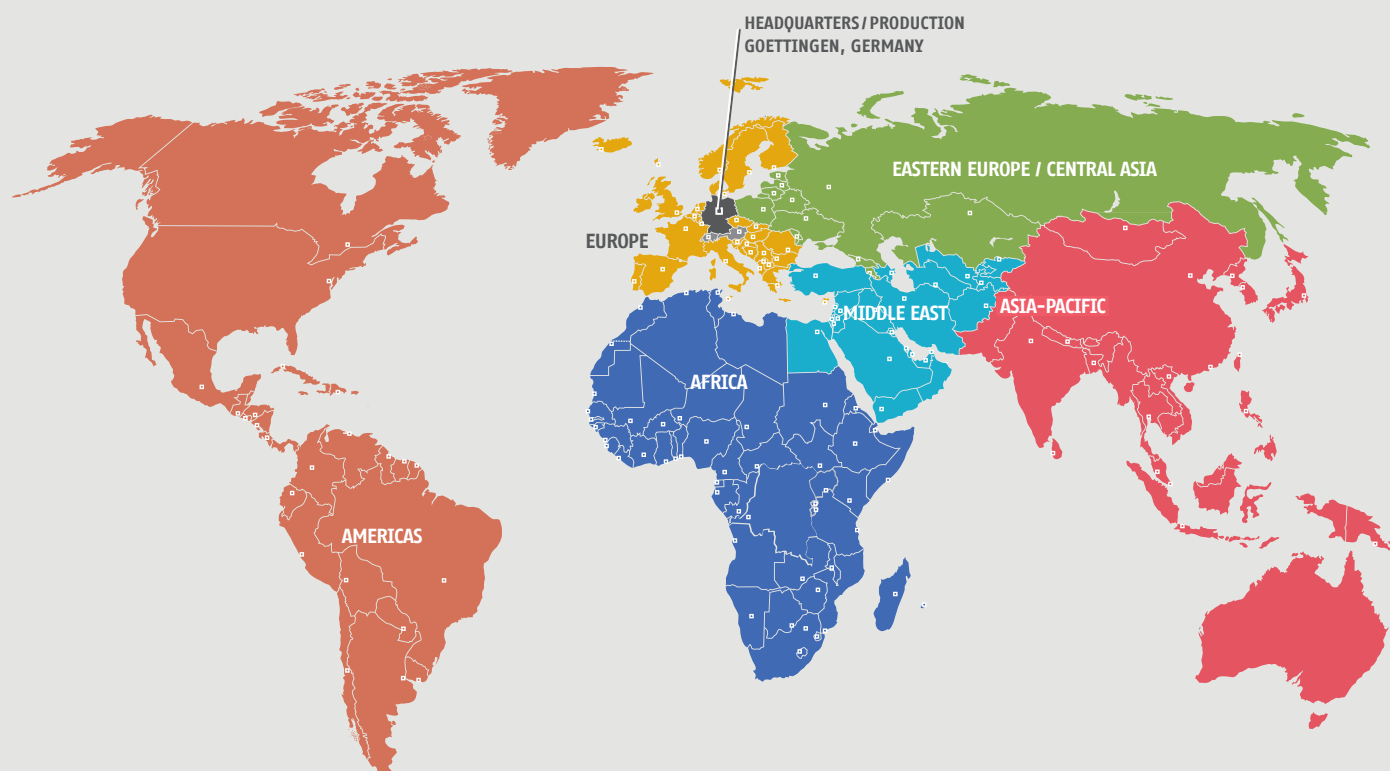 HEADQUARTERS / PRODUCTION
GOETTINGEN, GERMANY
EASTERN EUROPE / CENTRAL ASIA
EUROPE
ASIA-PACIFIC
MIDDLE EAST
AFRICA
AMERICAS